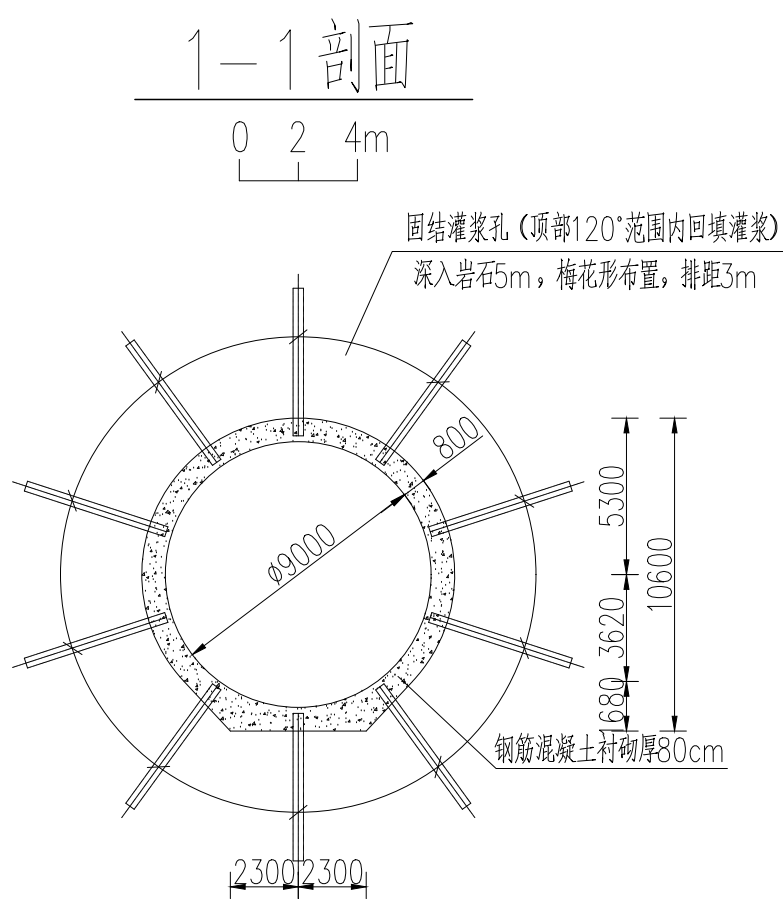 1-1剖面
0 2 4m
固结灌浆孔(顶部120°范围内回填灌浆)
深入岩石5m,梅花形布置,排距3m
800
ø9000
5300
10600
3620
1680
钢筋混凝土衬砌厚80cm
2300 2300